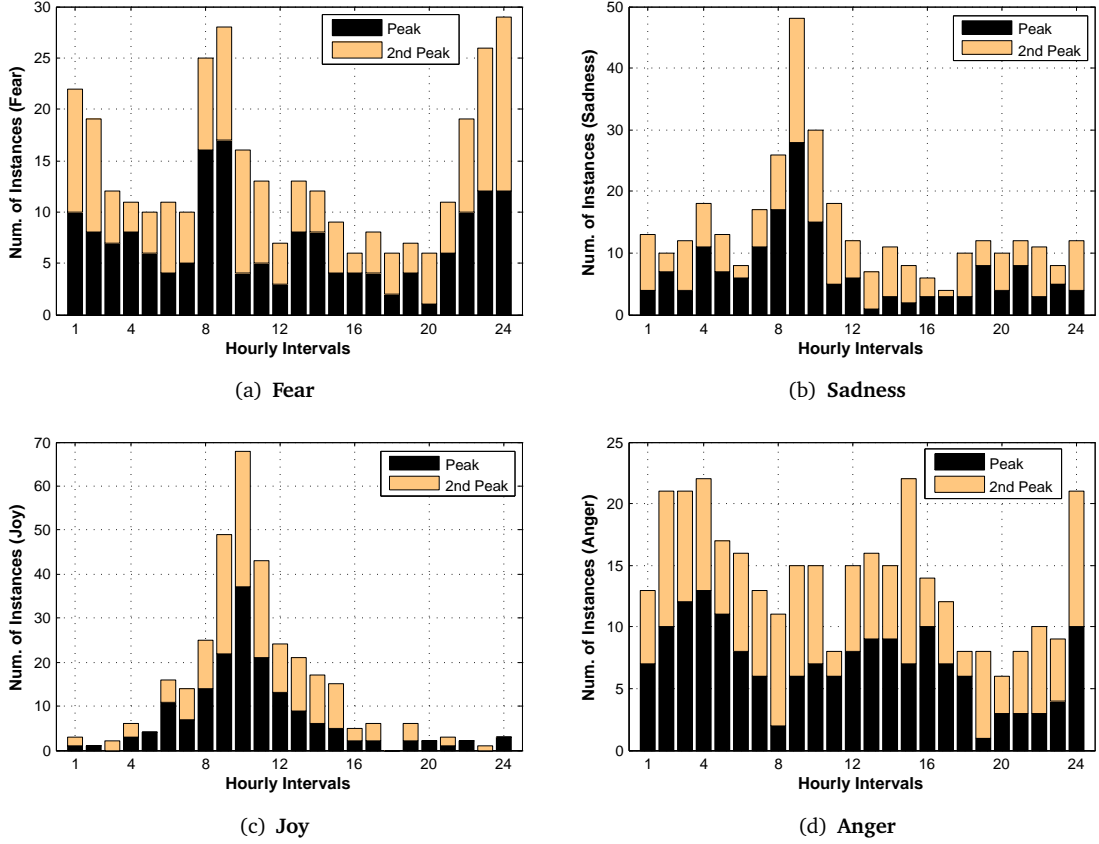 30
25
20
15
10
5
0
Num. of Instances (Fear)
Peak
2nd Peak
1 4 8 12 16 20 24
Hourly Intervals
(a) Fear
50
40
30
20
10
0
Num. of Instances (Sadness)
Peak
2nd Peak
1 4 8 12 16 20 24
Hourly Intervals
(b) Sadness
70
60
50
40
30
20
10
0
Num. of Instances (Joy)
Peak
2nd Peak
1 4 8 12 16 20 24
Hourly Intervals
(c) Joy
25
20
15
10
5
0
Num. of Instances (Anger)
Peak
2nd Peak
1 4 8 12 16 20 24
Hourly Intervals
(d) Anger